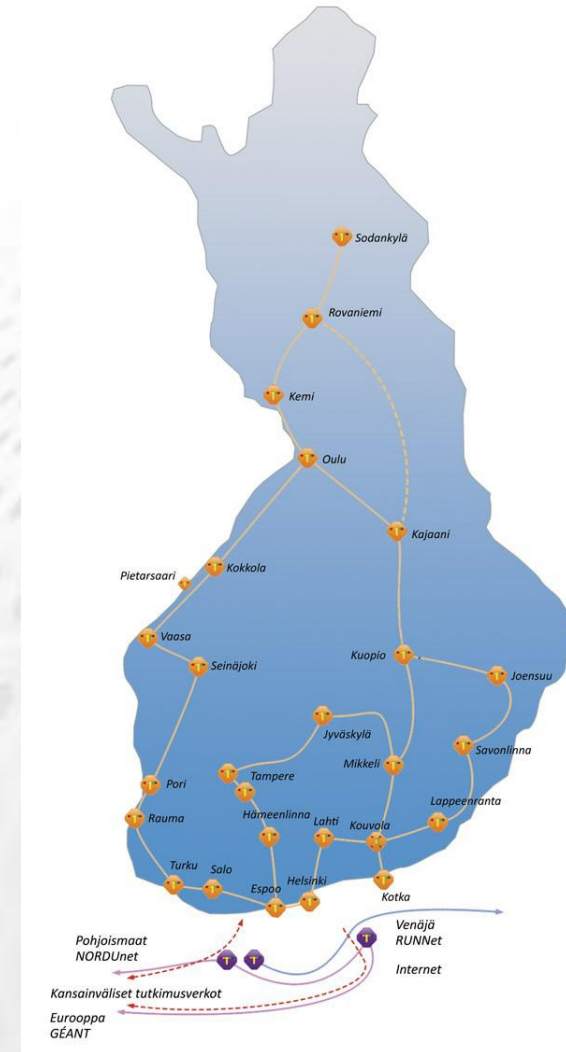 Sodankylä
Rovaniemi
Kemi
Oulu
Kajaani
Kokkola
Pietarsaari
Vaasa
Seinäjoki
Kuopio
Joensuu
Jyväskylä
Savonlinna
Mikkeli
Tampere
Pori
Lappeenranta
Rauma
Hämeenlinna
Lahti
Kouvola
Turku
Salo
Espoo
Helsinki
Kotka
Pohjoismaat
NORDUnet
Venäjä
RUNNet
Internet
Kansainväliset tutkimusverkot
Eurooppa
GÉANT